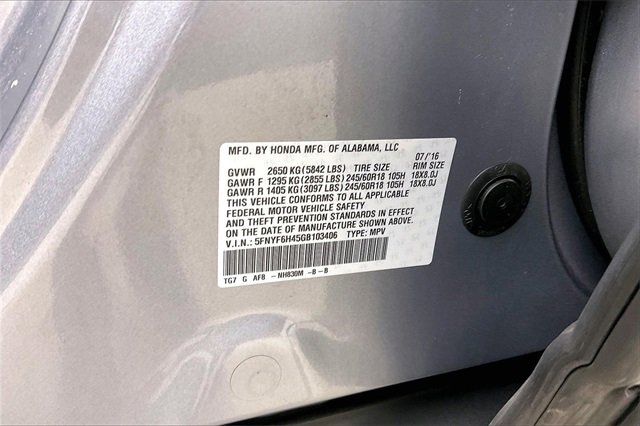 MFD. BY HONDA MFG. OF ALABAMA, LLC 07/'16
GVWR 2650 KG(5842 LBS) TIRE SIZE RIM SIZE
GAWR F 1295 KG(2855 LBS) 245/60R18 105H 18X8.0J
GAWR R 1405 KG(3097 LBS) 245/60R18 105H 18X8.0J
THIS VEHICLE CONFORMS TO ALL APPLICABLE
FEDERAL MOTOR VEHICLE SAFETY
AND THEFT PREVENTION STANDARDS IN EFFECT
ON THE DATE OF MANUFACTURE SHOWN ABOVE.
V.I.N.: 5FNYF6H45GB103406 TYPE: MPV
TG7 G AF8 -NH830M -B-B